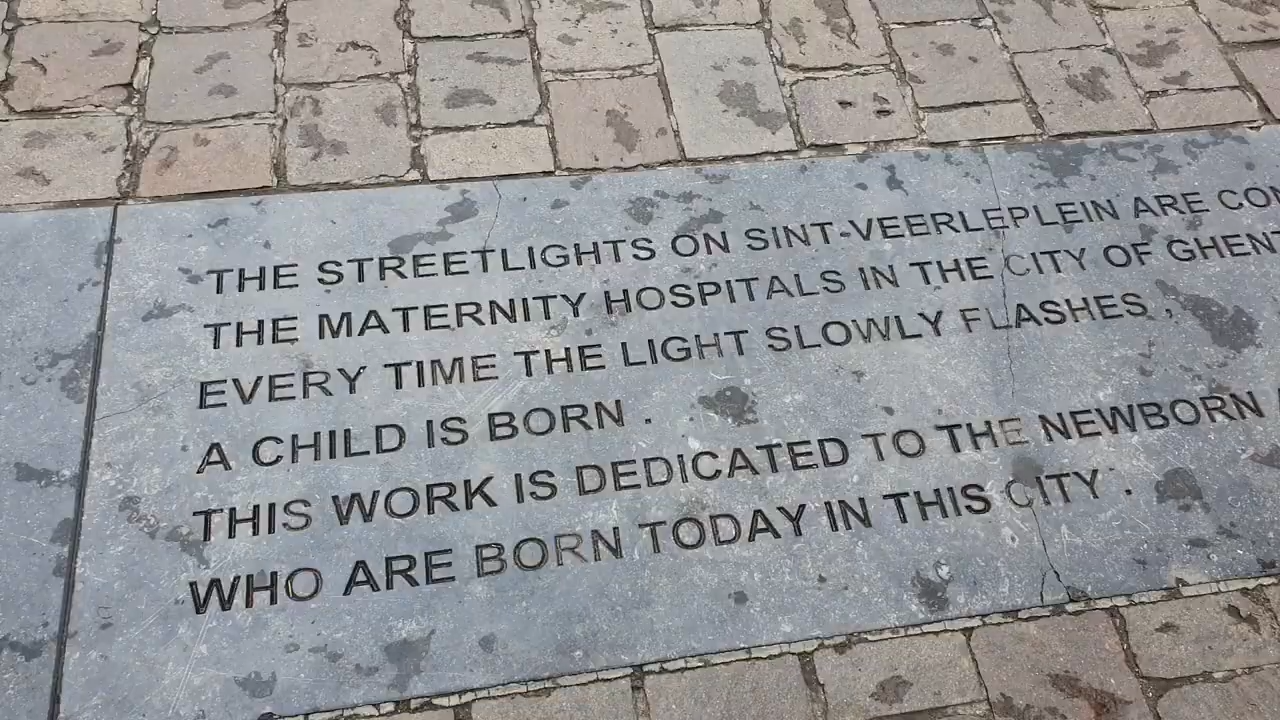 THE STREETLIGHTS ON SINT-VEERLEPLEIN ARE
THE MATERNITY HOSPITALS IN THE CITY OF GHENT
EVERY TIME THE LIGHT SLOWLY FLASHES,
A CHILD IS BORN .
THIS WORK IS DEDICATED TO THE NEWBORN
WHO ARE BORN TODAY IN THIS CITY .